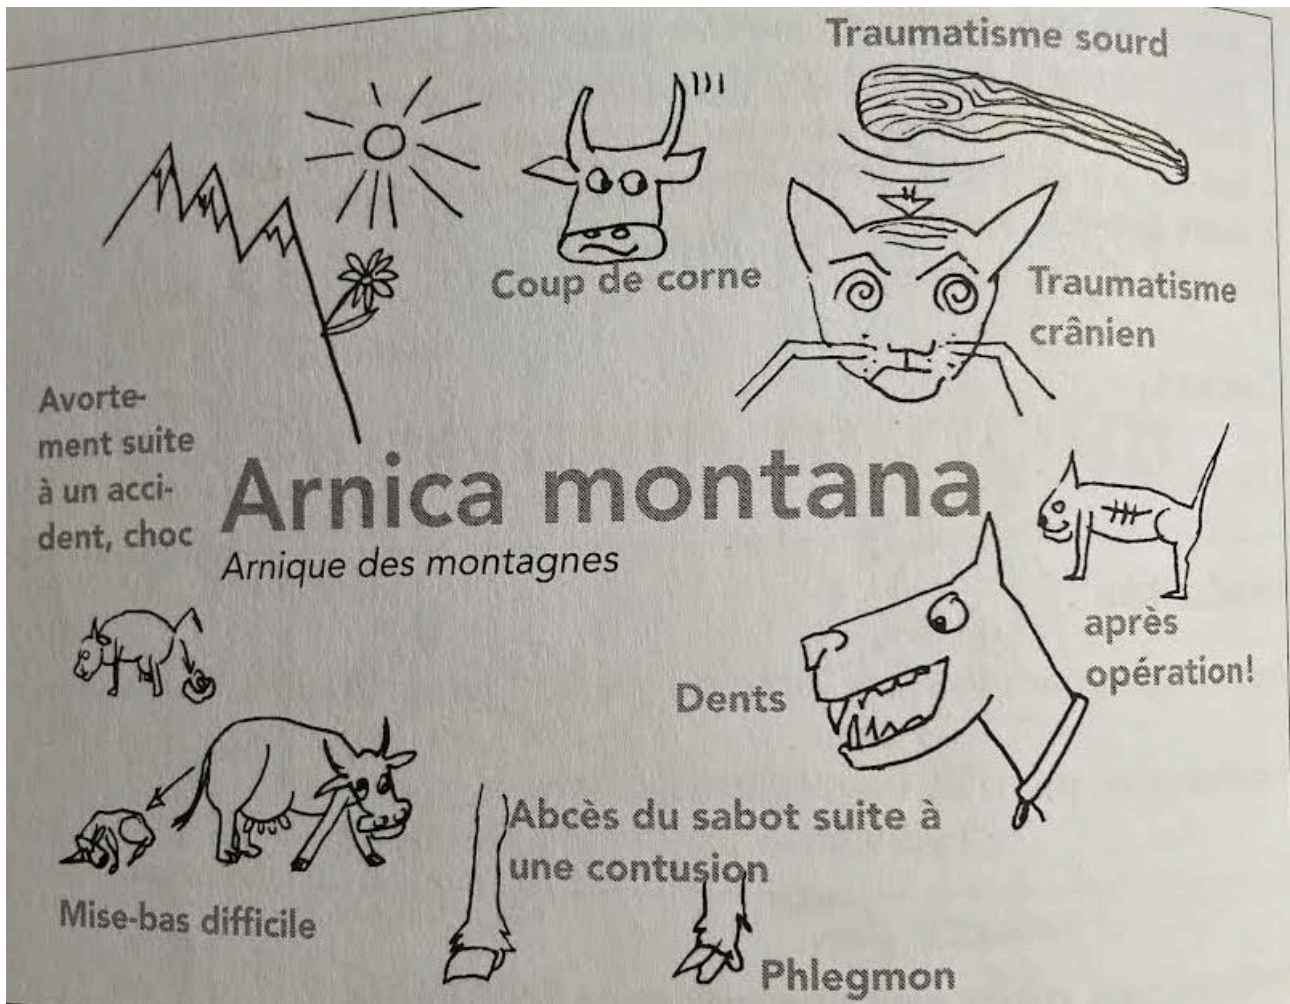 Traumatisme sourd
Coup de corne
Traumatisme
crânien
Avorte-
ment suite
à un acci-
dent, choc
Arnica montana
Arnique des montagnes
après
opération!
Dents
Abcès du sabot suite à
une contusion
Mise-bas difficile
Phlegmon